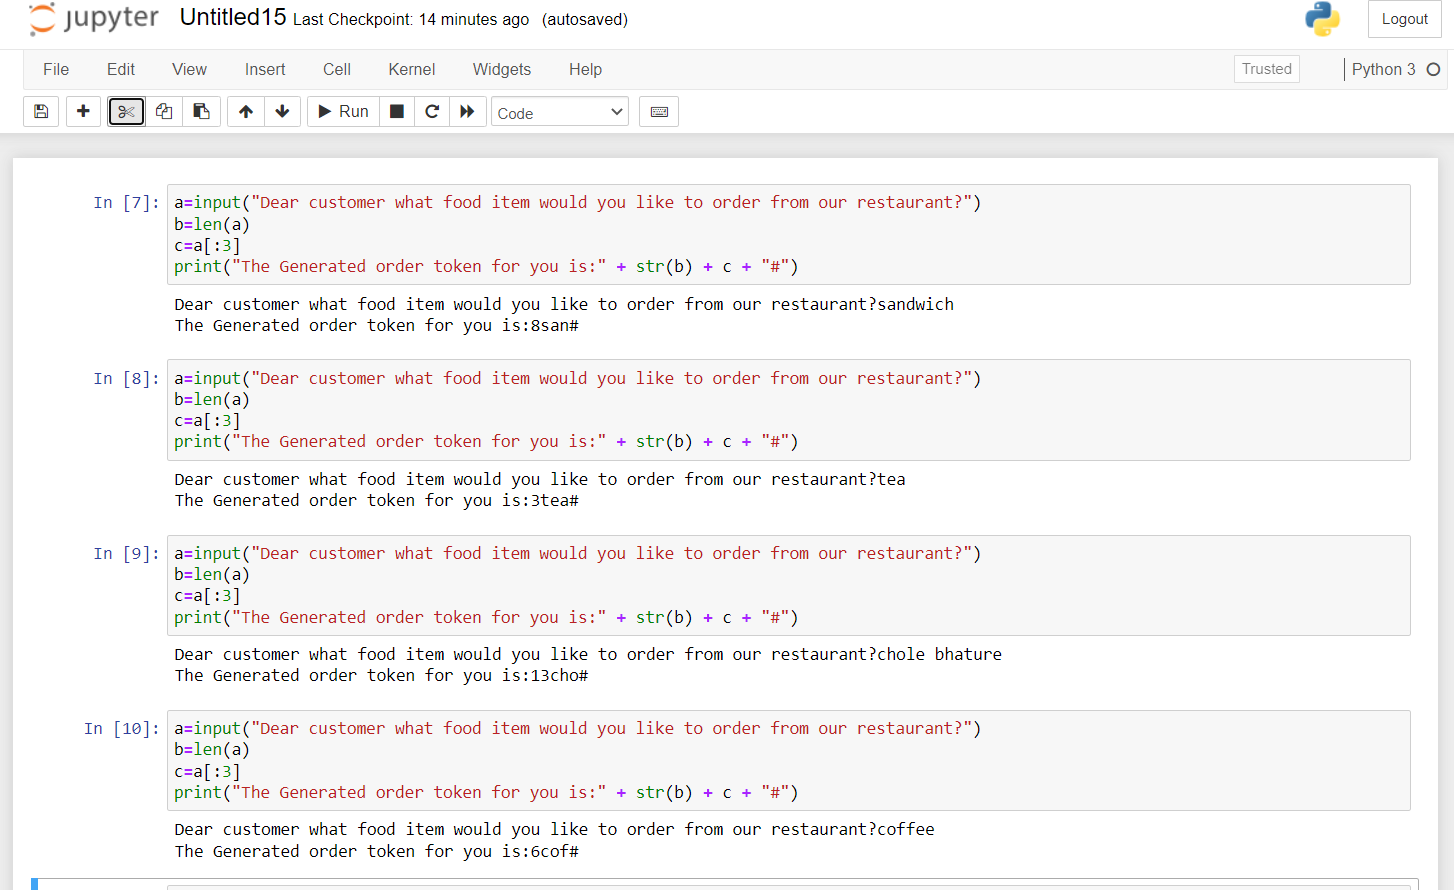 jupyter Untitled15 Last Checkpoint: 14 minutes ago (autosaved) Logout
File Edit View Insert Cell Kernel Widgets Help Trusted Python 3
Run Code
In [7]: a=input("Dear customer what food item would you like to order from our restaurant?")
b=len(a)
c=a[:3]
print("The Generated order token for you is:" + str(b) + c + "#")
Dear customer what food item would you like to order from our restaurant?sandwich
The Generated order token for you is:8san#
In [8]: a=input("Dear customer what food item would you like to order from our restaurant?")
b=len(a)
c=a[:3]
print("The Generated order token for you is:" + str(b) + c + "#")
Dear customer what food item would you like to order from our restaurant?tea
The Generated order token for you is:3tea#
In [9]: a=input("Dear customer what food item would you like to order from our restaurant?")
b=len(a)
c=a[:3]
print("The Generated order token for you is:" + str(b) + c + "#")
Dear customer what food item would you like to order from our restaurant?chole bhature
The Generated order token for you is:13cho#
In [10]: a=input("Dear customer what food item would you like to order from our restaurant?")
b=len(a)
c=a[:3]
print("The Generated order token for you is:" + str(b) + c + "#")
Dear customer what food item would you like to order from our restaurant?coffee
The Generated order token for you is:6cof#